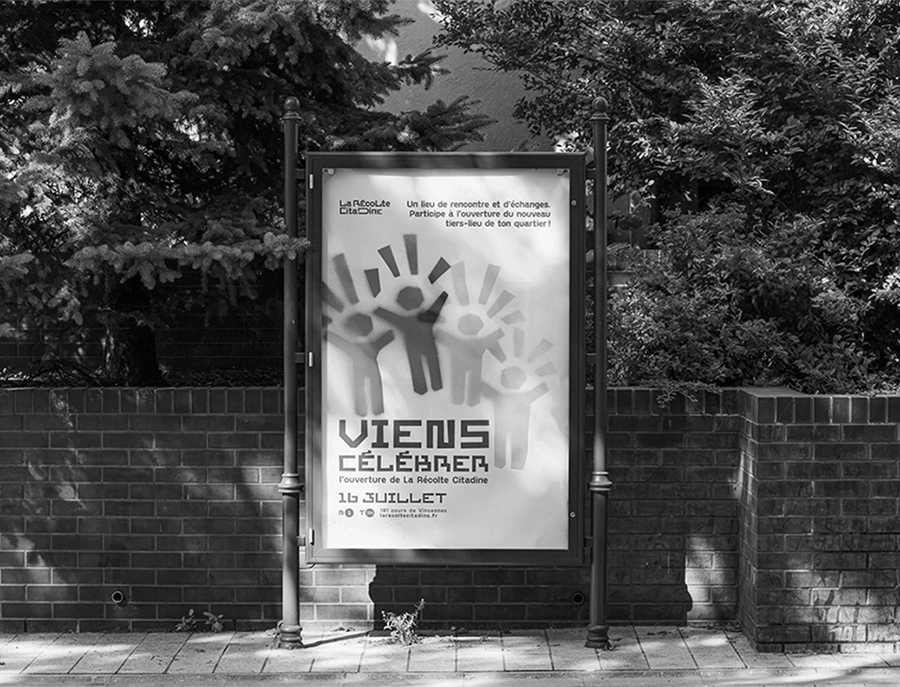 La Récolte
Citadine
Un lieu de rencontre et d'échanges.
Participe à l'ouverture du nouveau
tiers-lieu de ton quartier !
VIENS
CÉLÉBRER
l'ouverture de La Récolte Citadine
16 JUILLET
181 cours de Vincennes
larecoltecitadine.fr